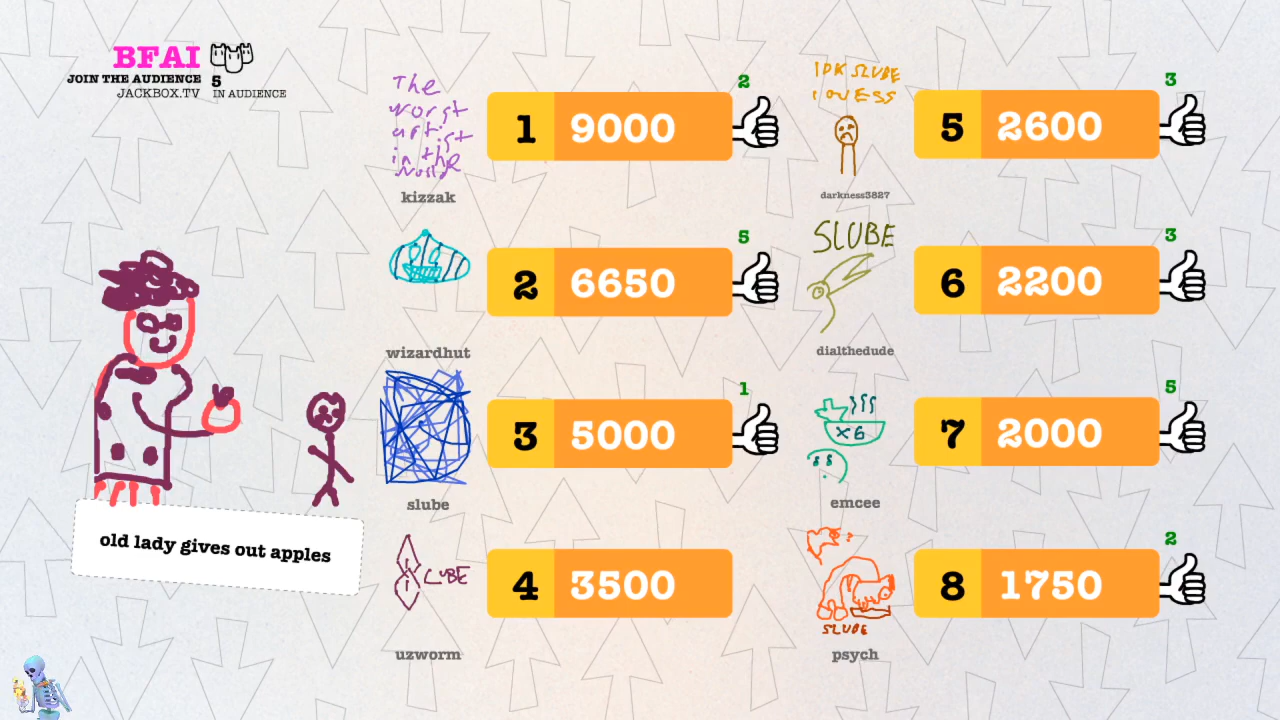 BFAI
JOIN THE AUDIENCE 5
JACKBOX.TV IN AUDIENCE
old lady gives out apples
The
worst
artist
in the
world
kizzak
1 9000
2
wizardhut
2 6650
5
slube
3 5000
1
LUBE
uzworm
4 3500
IDK SLUBE
darkness3827
5 2600
3
SLUBE
dialthedude
6 2200
3
x6
emcee
7 2000
5
?
SLUBE
psych
8 1750
2